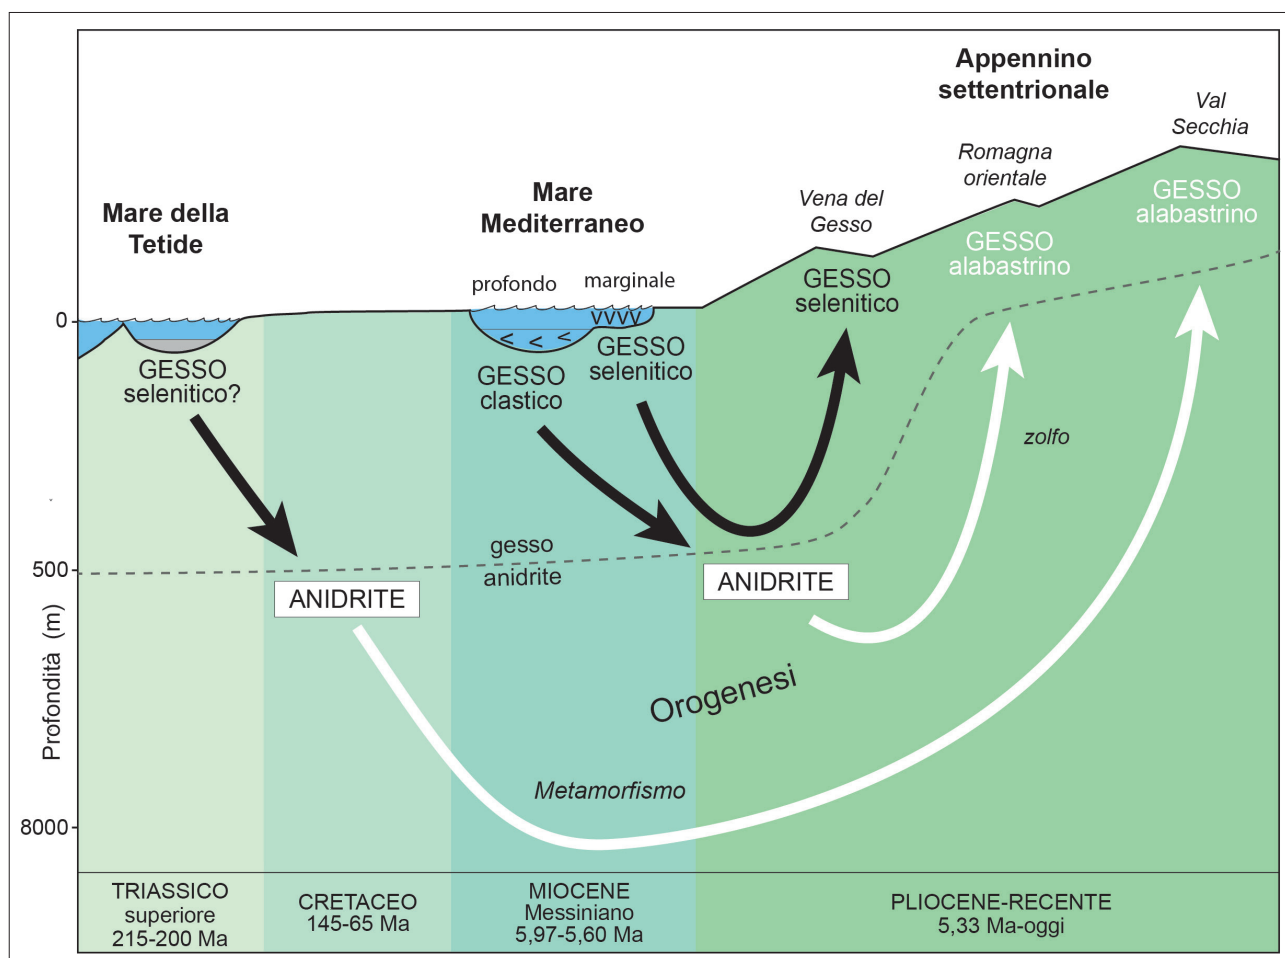 Appennino
settentrionale
Val
Secchia
Romagna
orientale
Mare della
Tetide
Mare
Mediterraneo
Vena del
Gesso
GESSO
alabastrino
GESSO
alabastrino
profondo
marginale
GESSO
selenitico
0
VVVV
< < <
GESSO
selenitico?
GESSO
clastico
GESSO
selenitico
zolfo
gesso
anidrite
500
ANIDRITE
ANIDRITE
Profondità (m)
Orogenesi
Metamorfismo
8000
TRIASSICO
superiore
215-200 Ma
CRETACEO
145-65 Ma
MIOCENE
Messiniano
5,97-5,60 Ma
PLIOCENE-RECENTE
5,33 Ma-oggi